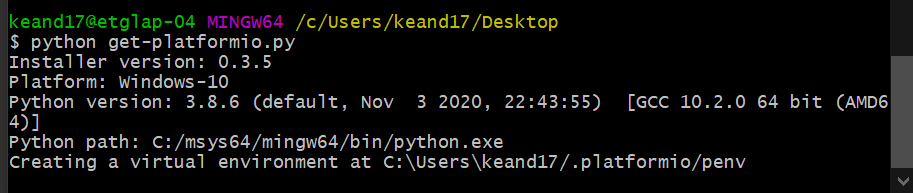 keand17@etglap-04 MINGW64 /c/Users/keand17/Desktop
$ python get-platformio.py
Installer version: 0.3.5
Platform: Windows-10
Python version: 3.8.6 (default, Nov  3 2020, 22:43:55)  [GCC 10.2.0 64 bit (AMD6
4)]
Python path: C:/msys64/mingw64/bin/python.exe
Creating a virtual environment at C:\Users\keand17/.platformio/penv